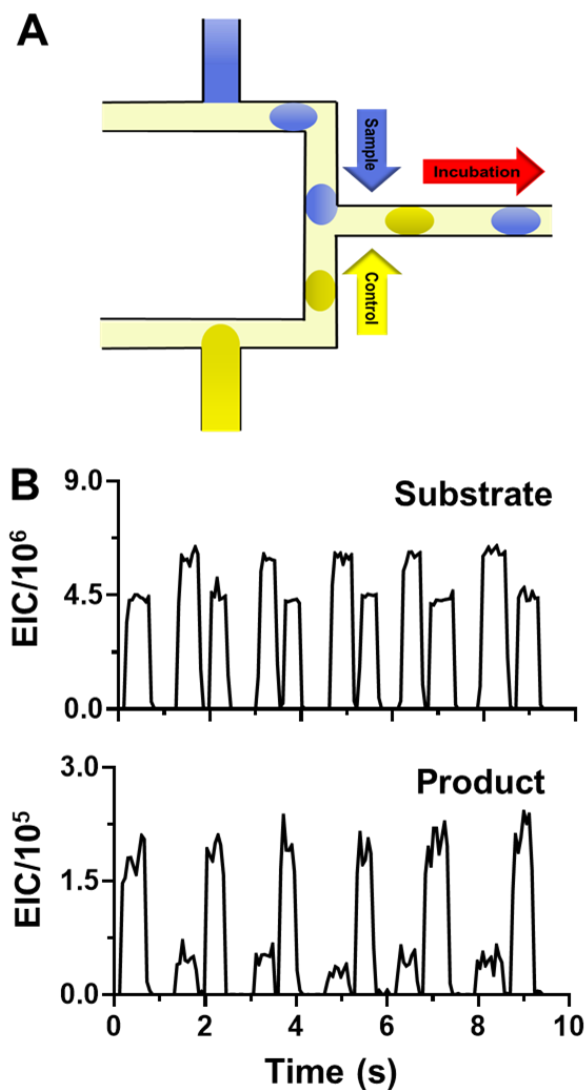 A
Sample
Incubation
Control
B
Substrate
EIC/10⁶
9.0
4.5
0.0
Product
EIC/10⁵
3.0
1.5
0.0
0 2 4 6 8 10
Time (s)